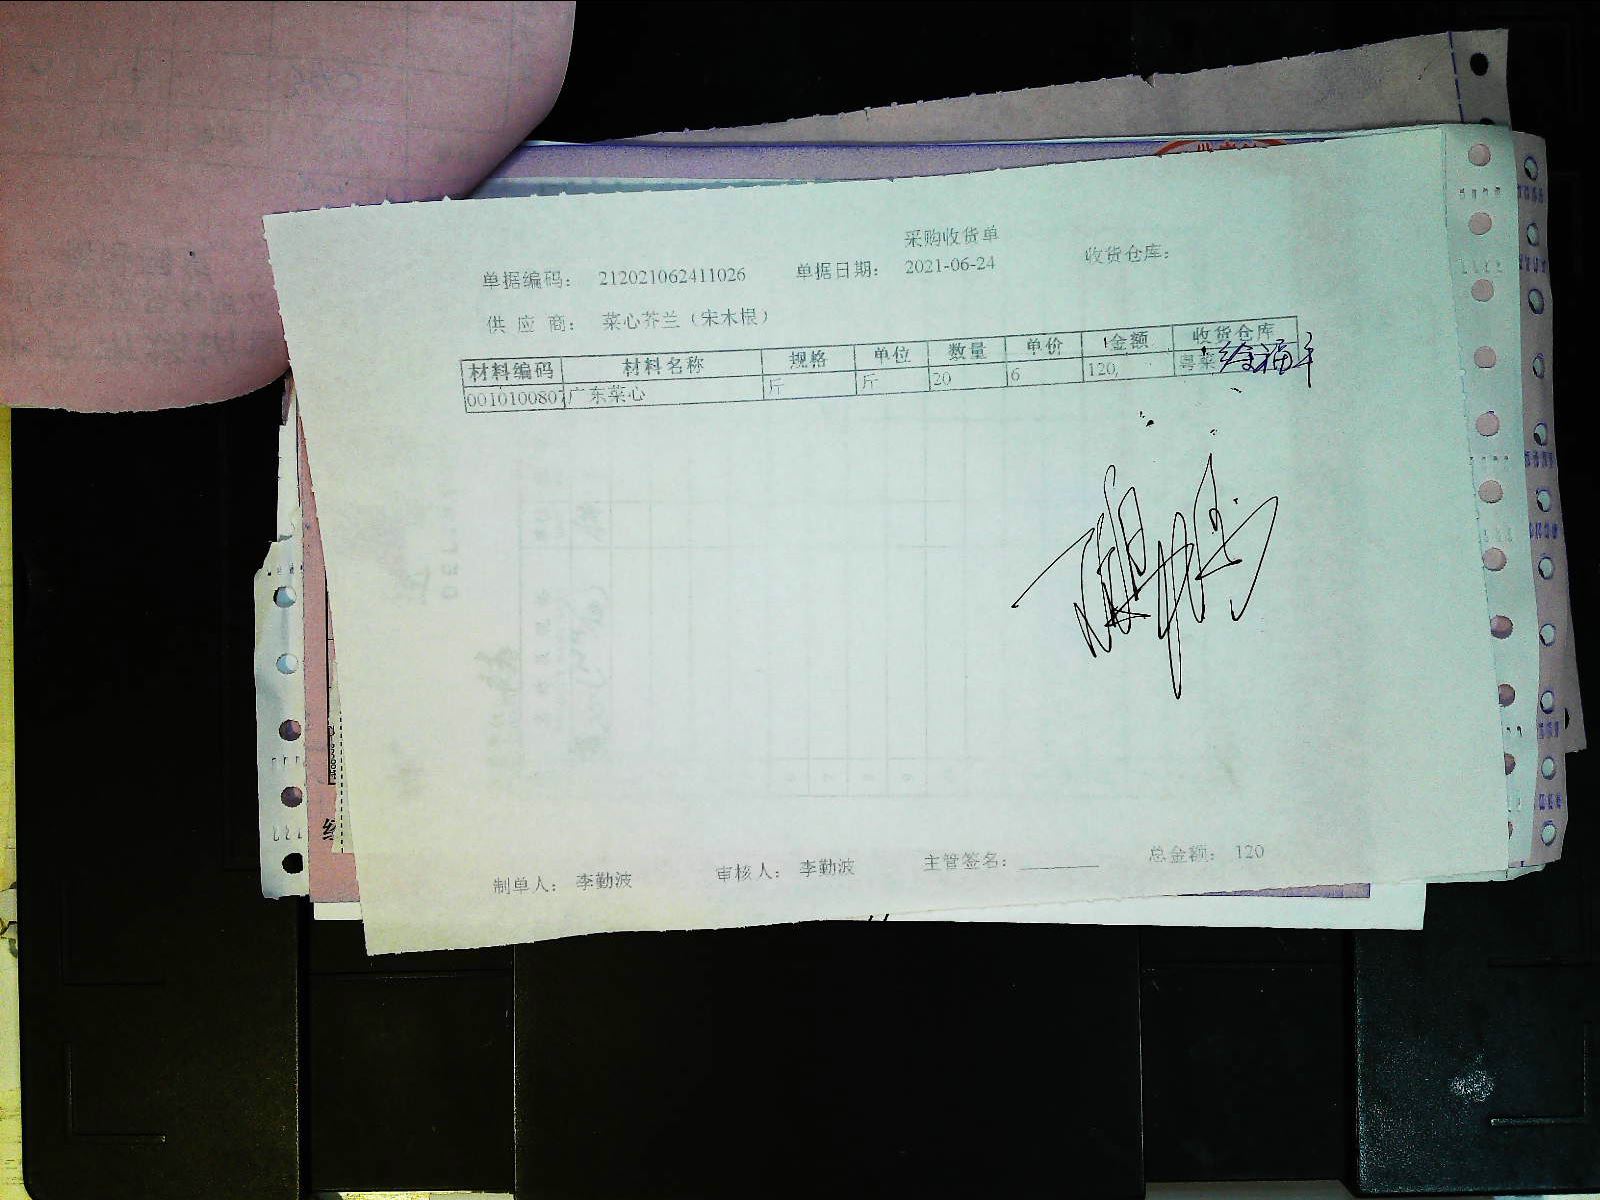 采购收货单
单据编码： 212021062411026 单据日期： 2021-06-24 收货仓库：
供 应 商： 菜心芥兰（宋木根）
材料编码 材料名称 规格 单位 数量 单价 金额 收货仓库
0010100807 广东菜心 斤 斤 20 6 120 粤菜
制单人： 李勤波 审核人： 李勤波 主管签名： 总金额： 120